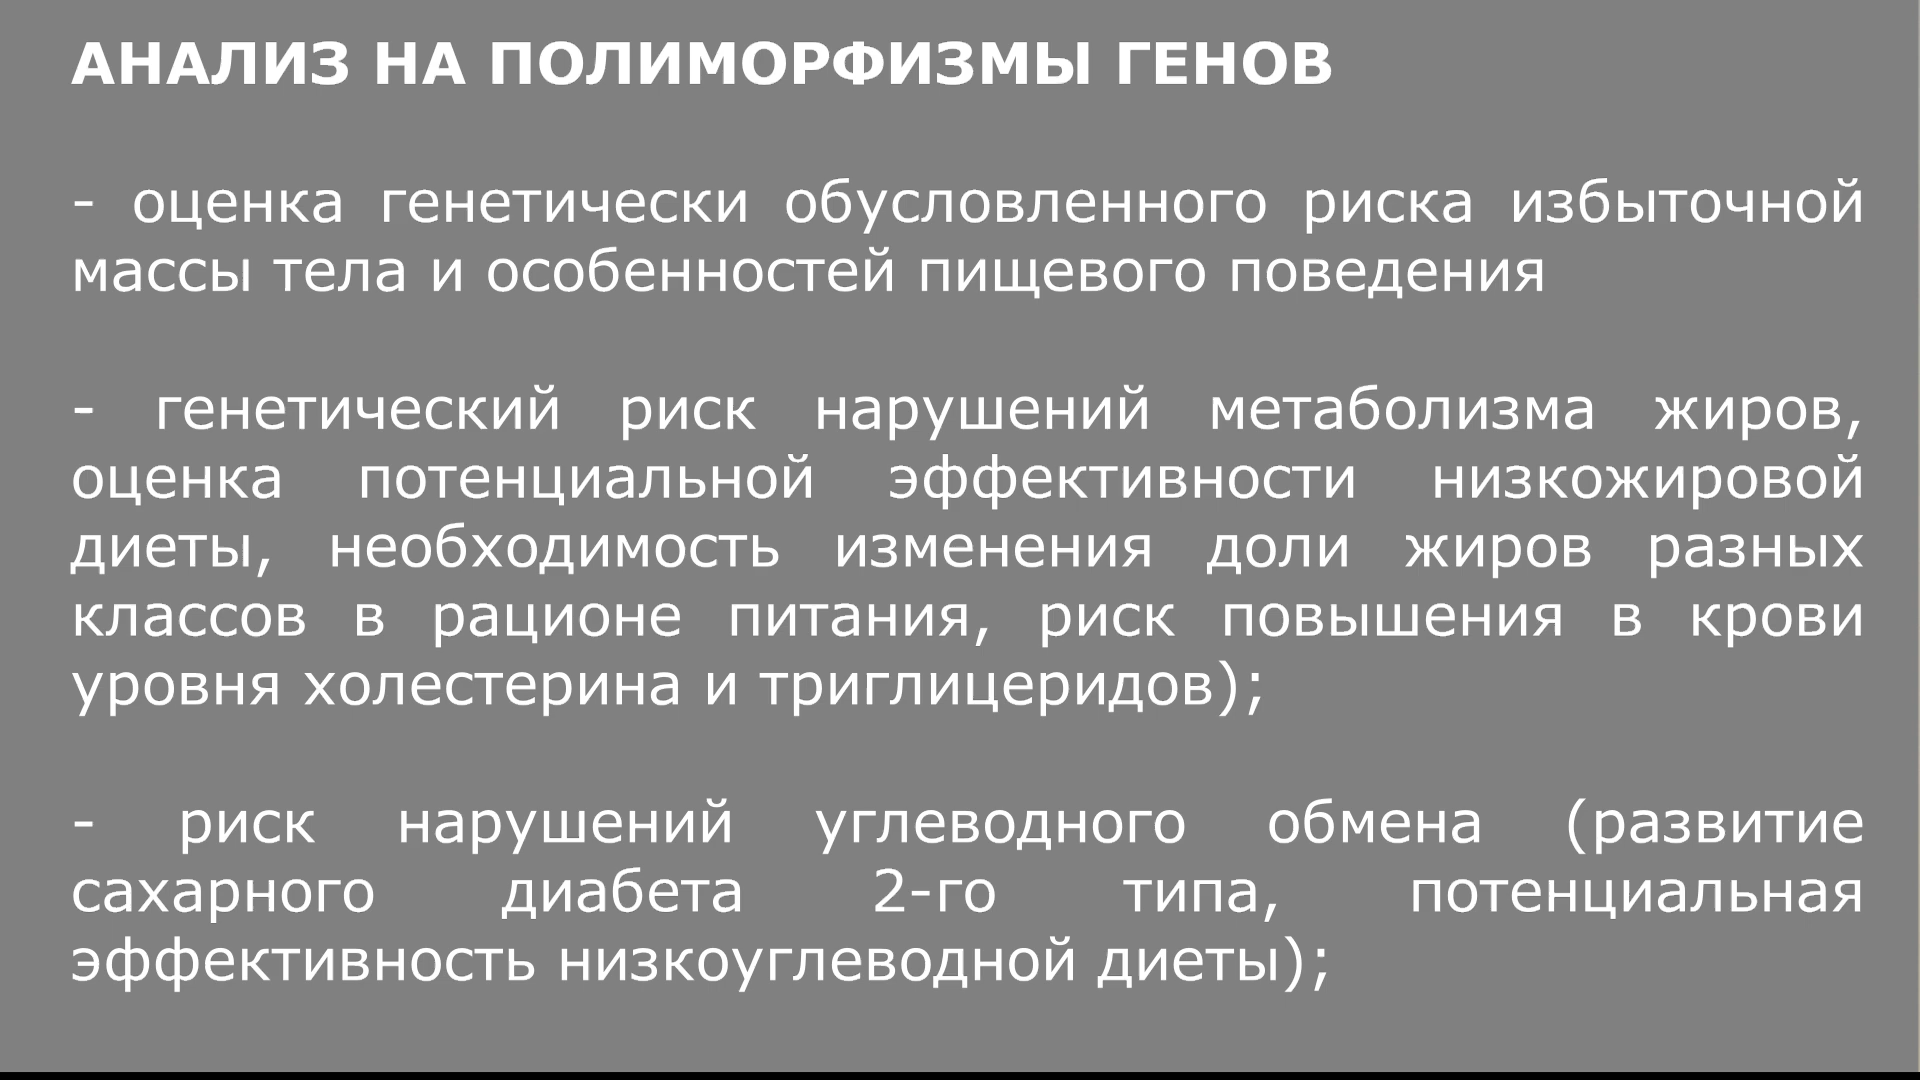 АНАЛИЗ НА ПОЛИМОРФИЗМЫ ГЕНОВ
- оценка генетически обусловленного риска избыточной
массы тела и особенностей пищевого поведения
- генетический риск нарушений метаболизма жиров,
оценка потенциальной эффективности низкожировой
диеты, необходимость изменения доли жиров разных
классов в рационе питания, риск повышения в крови
уровня холестерина и триглицеридов);
- риск нарушений углеводного обмена (развитие
сахарного диабета 2-го типа, потенциальная
эффективность низкоуглеводной диеты);